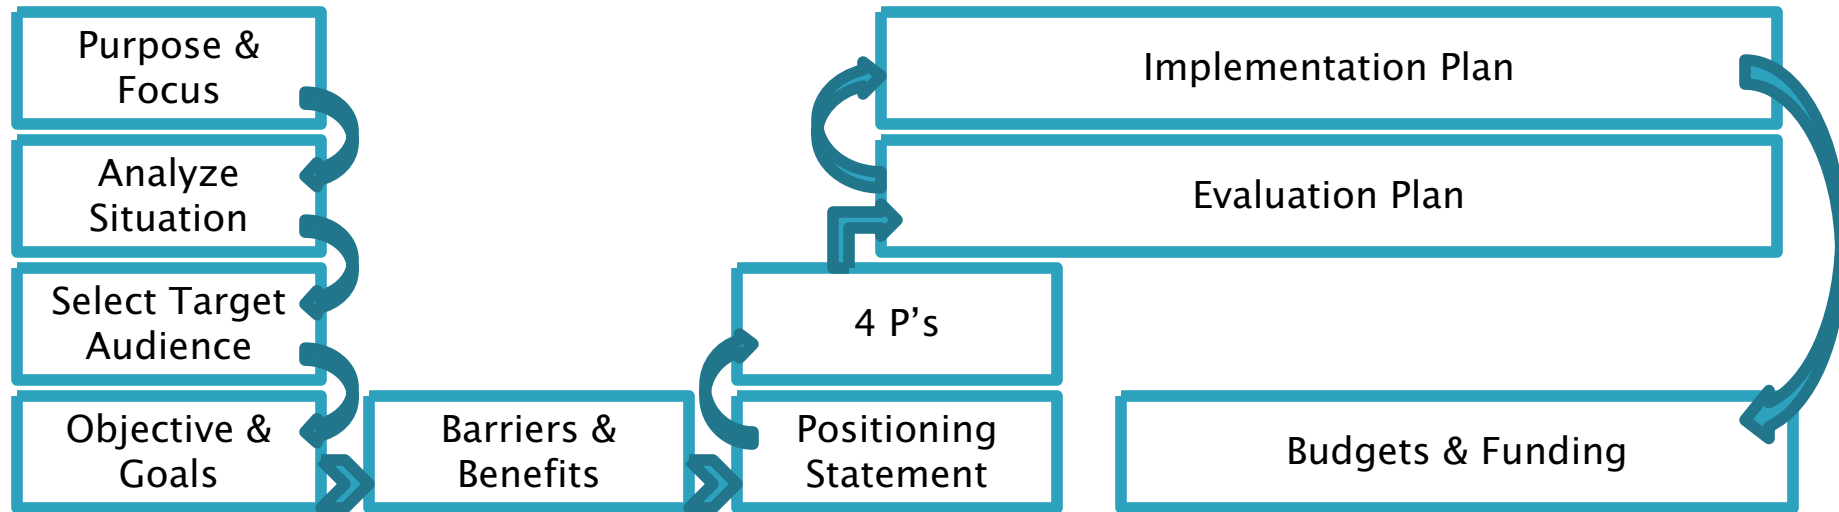 Purpose &
Focus
Analyze
Situation
Select Target
Audience
Objective &
Goals
Barriers &
Benefits
Positioning
Statement
4 P’s
Evaluation Plan
Implementation Plan
Budgets & Funding